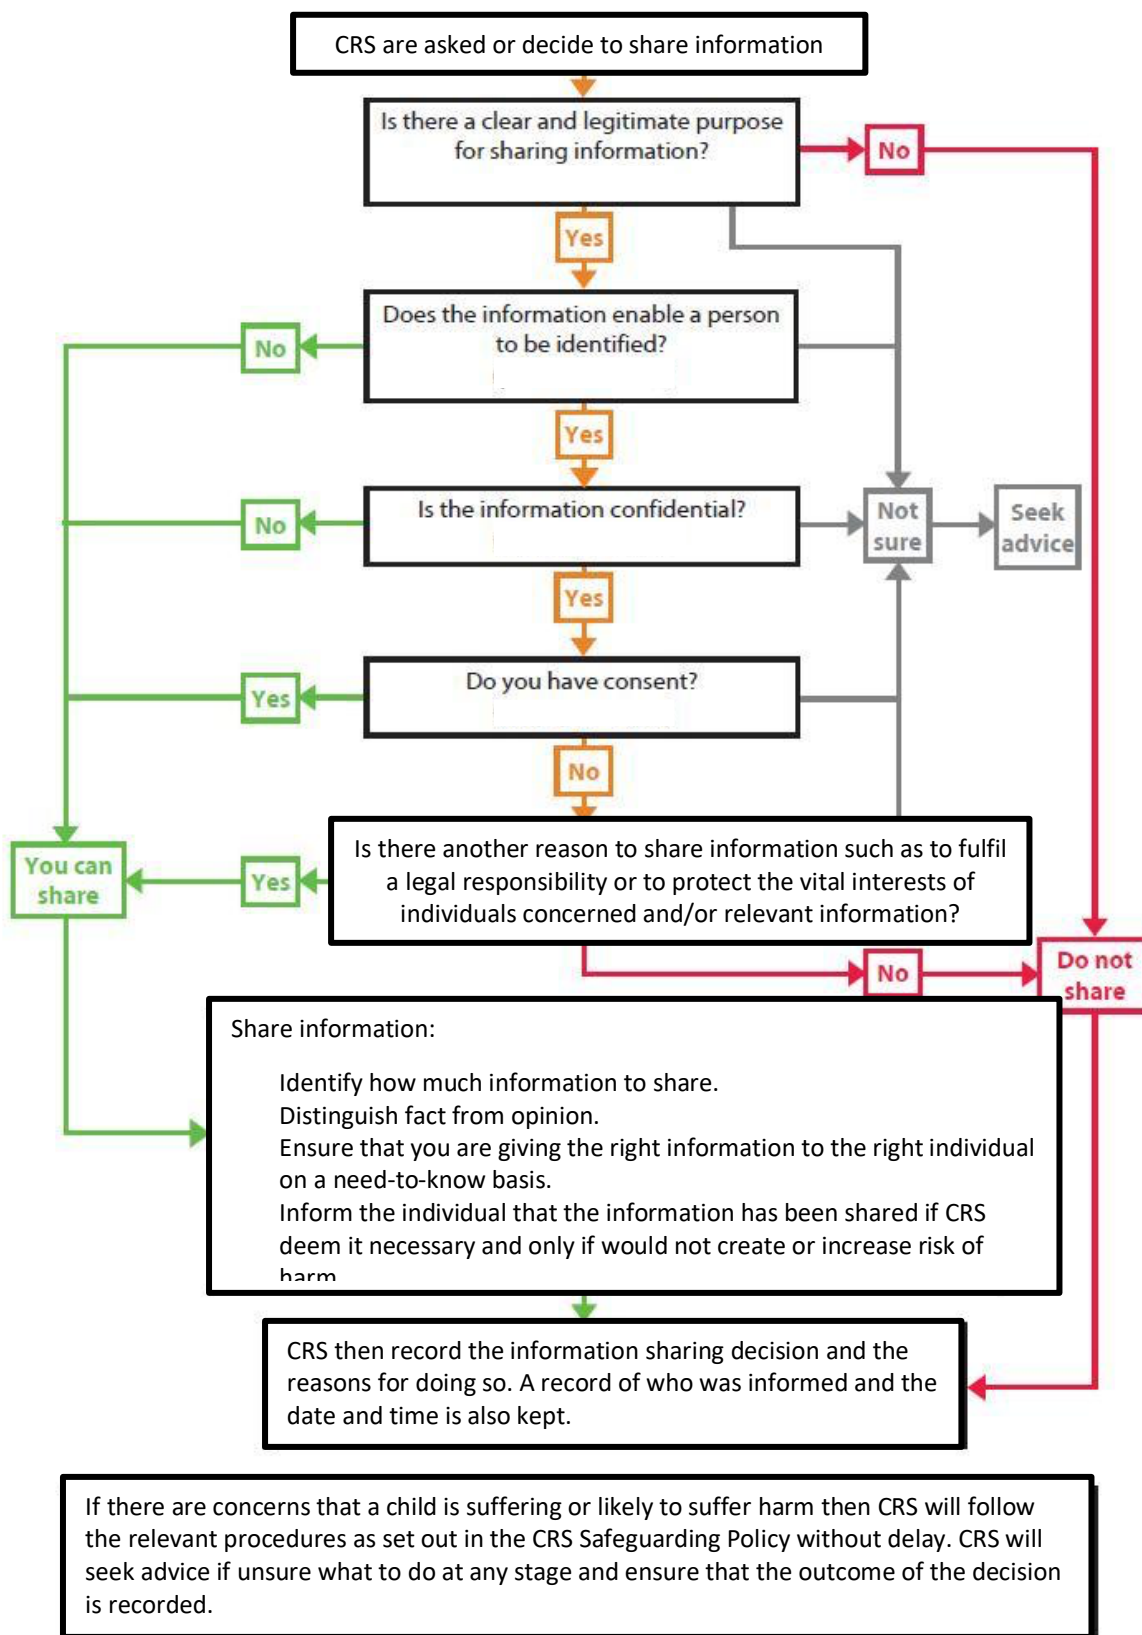 CRS are asked or decide to share information
Is there a clear and legitimate purpose
for sharing information?
No
Yes
Does the information enable a person
to be identified?
No
Yes
Is the information confidential?
No
Not
sure
Seek
advice
Yes
Do you have consent?
Yes
No
You can
share
Yes
Is there another reason to share information such as to fulfil
a legal responsibility or to protect the vital interests of
individuals concerned and/or relevant information?
No
Do not
share
Share information:
Identify how much information to share.
Distinguish fact from opinion.
Ensure that you are giving the right information to the right individual
on a need-to-know basis.
Inform the individual that the information has been shared if CRS
deem it necessary and only if would not create or increase risk of
harm
CRS then record the information sharing decision and the
reasons for doing so. A record of who was informed and the
date and time is also kept.
If there are concerns that a child is suffering or likely to suffer harm then CRS will follow
the relevant procedures as set out in the CRS Safeguarding Policy without delay. CRS will
seek advice if unsure what to do at any stage and ensure that the outcome of the decision
is recorded.